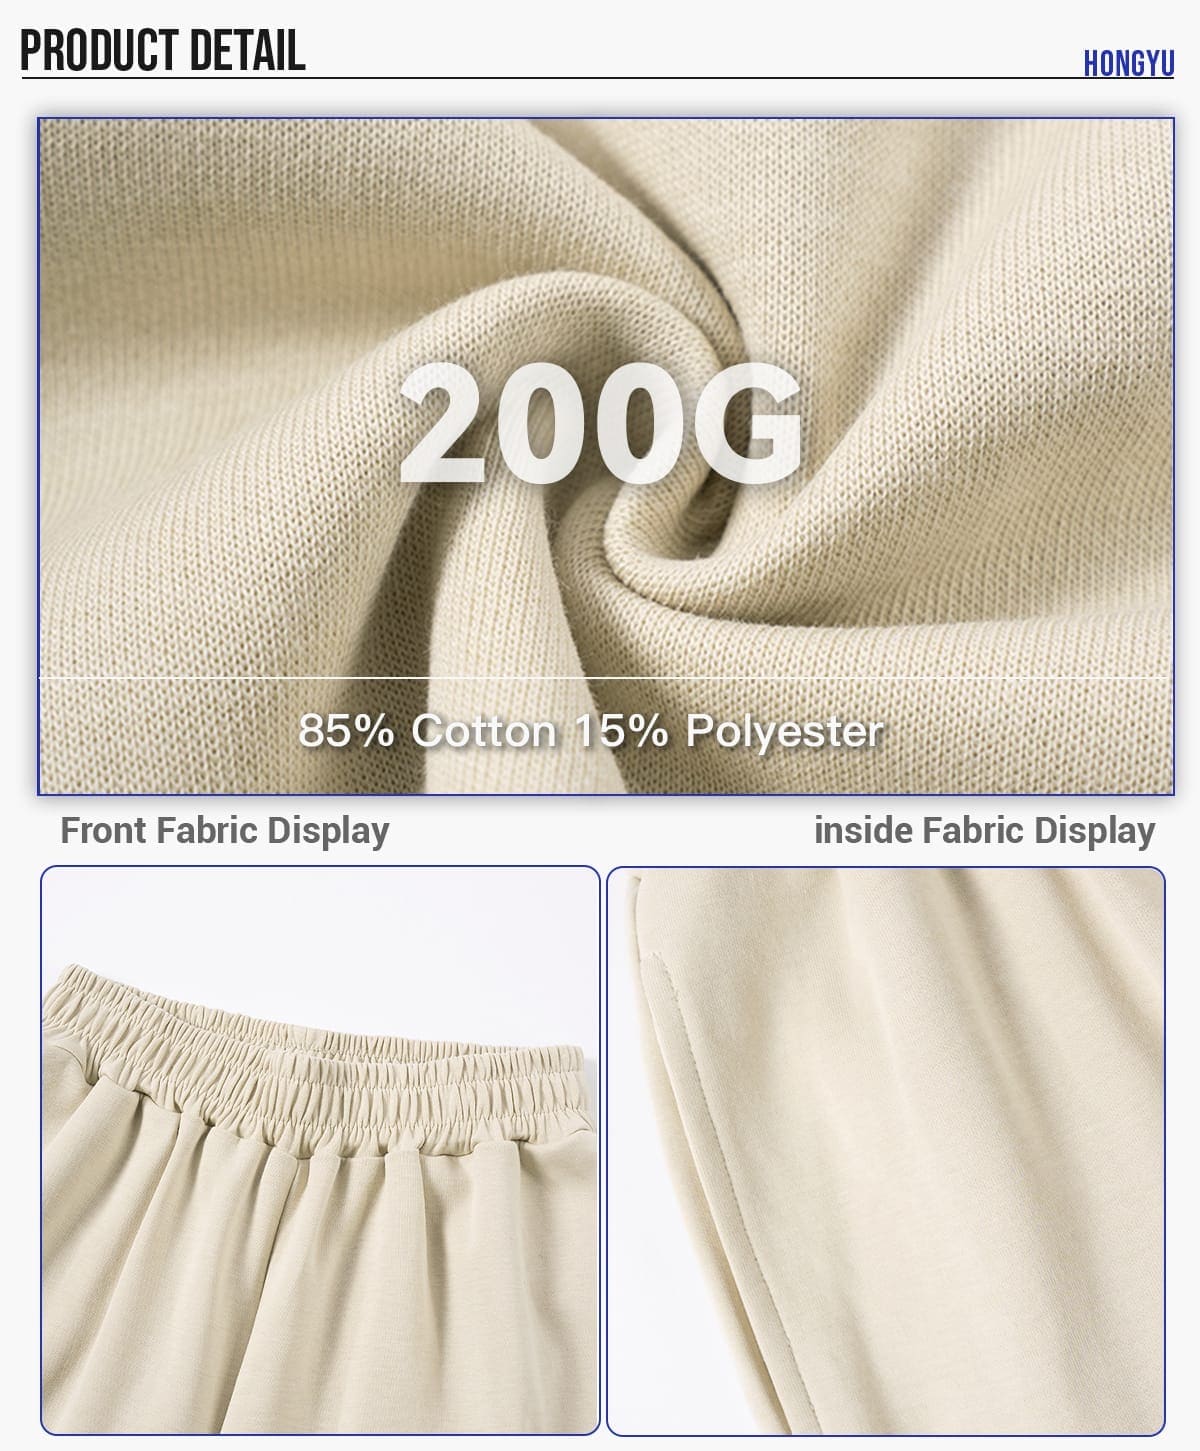 PRODUCT DETAIL
HONGYU
200G
85% Cotton 15% Polyester
Front Fabric Display
inside Fabric Display